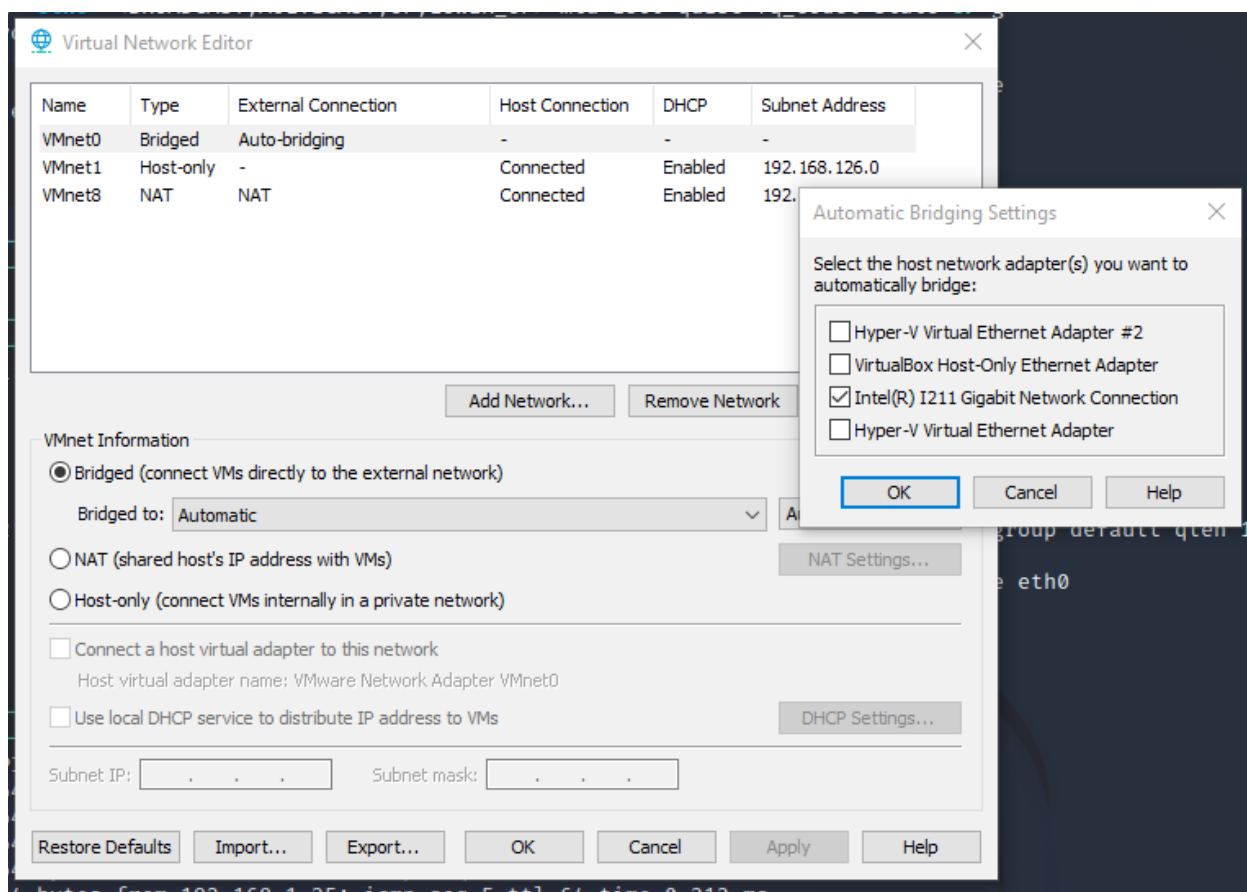 Virtual Network Editor
Name Type External Connection Host Connection DHCP Subnet Address
VMnet0 Bridged Auto-bridging - - -
VMnet1 Host-only - Connected Enabled 192.168.126.0
VMnet8 NAT NAT Connected Enabled 192.
Automatic Bridging Settings
Select the host network adapter(s) you want to
automatically bridge:
Hyper-V Virtual Ethernet Adapter #2
VirtualBox Host-Only Ethernet Adapter
Intel(R) I211 Gigabit Network Connection
Hyper-V Virtual Ethernet Adapter
OK Cancel Help
Add Network... Remove Network
VMnet Information
Bridged (connect VMs directly to the external network)
Bridged to: Automatic
group default qlen 1
NAT (shared host's IP address with VMs) NAT Settings...
eth0
Host-only (connect VMs internally in a private network)
Connect a host virtual adapter to this network
Host virtual adapter name: VMware Network Adapter VMnet0
Use local DHCP service to distribute IP address to VMs DHCP Settings...
Subnet IP: . . . Subnet mask: . . .
Restore Defaults Import... Export... OK Cancel Apply Help